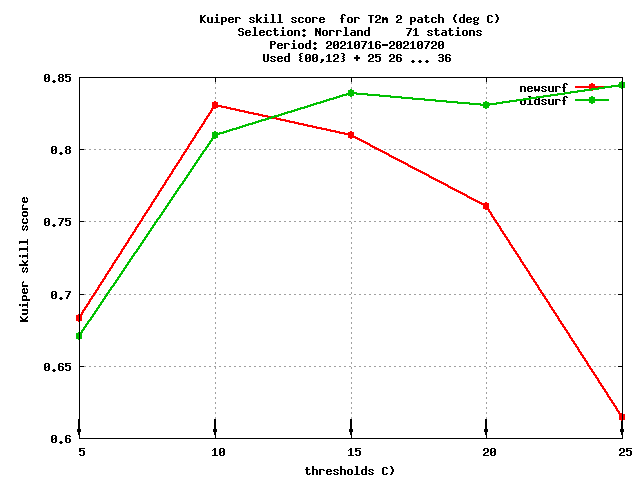 Kuiper skill score  for T2m 2 patch (deg C)
Selection: Norrland     71 stations
Period: 20210716-20210720
Used {00,12} + 25 26 ... 36
0.85
newsurf
oldsurf
0.8
0.75
Kuiper skill score
0.7
0.65
0.6
5 10 15 20 25
thresholds C)